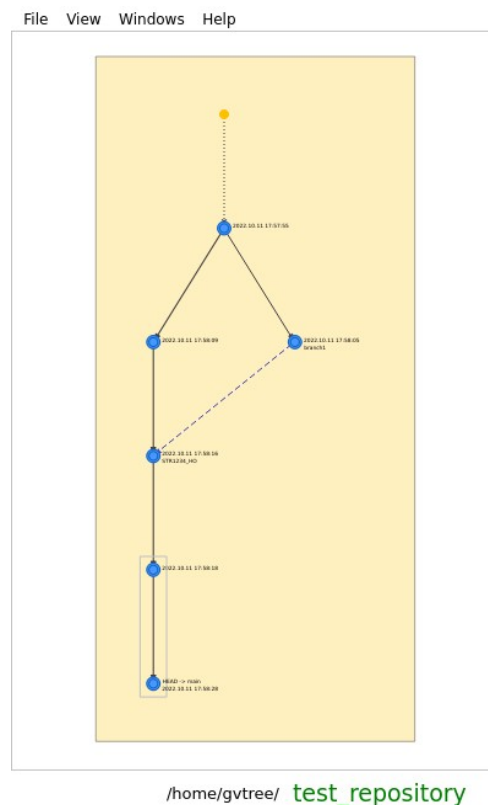 File View Windows Help
2022.10.11 17:57:55
2022.10.11 17:58:09
2022.10.11 17:58:05
branch1
2022.10.11 17:58:16
STR1234_HO
2022.10.11 17:58:18
HEAD -> main
2022.10.11 17:58:28
/home/gvtree/ test_repository